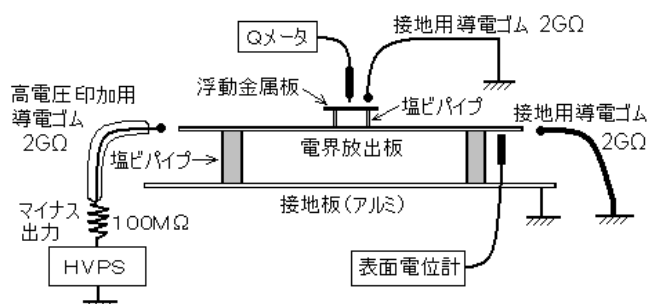 接地用導電ゴム 2GΩ
Qメータ
浮動金属板
塩ビパイプ
高電圧印加用
導電ゴム
2GΩ
接地用導電ゴム
2GΩ
塩ビパイプ
電界放出板
マイナス
出力
100MΩ
接地板(アルミ)
HVPS
表面電位計